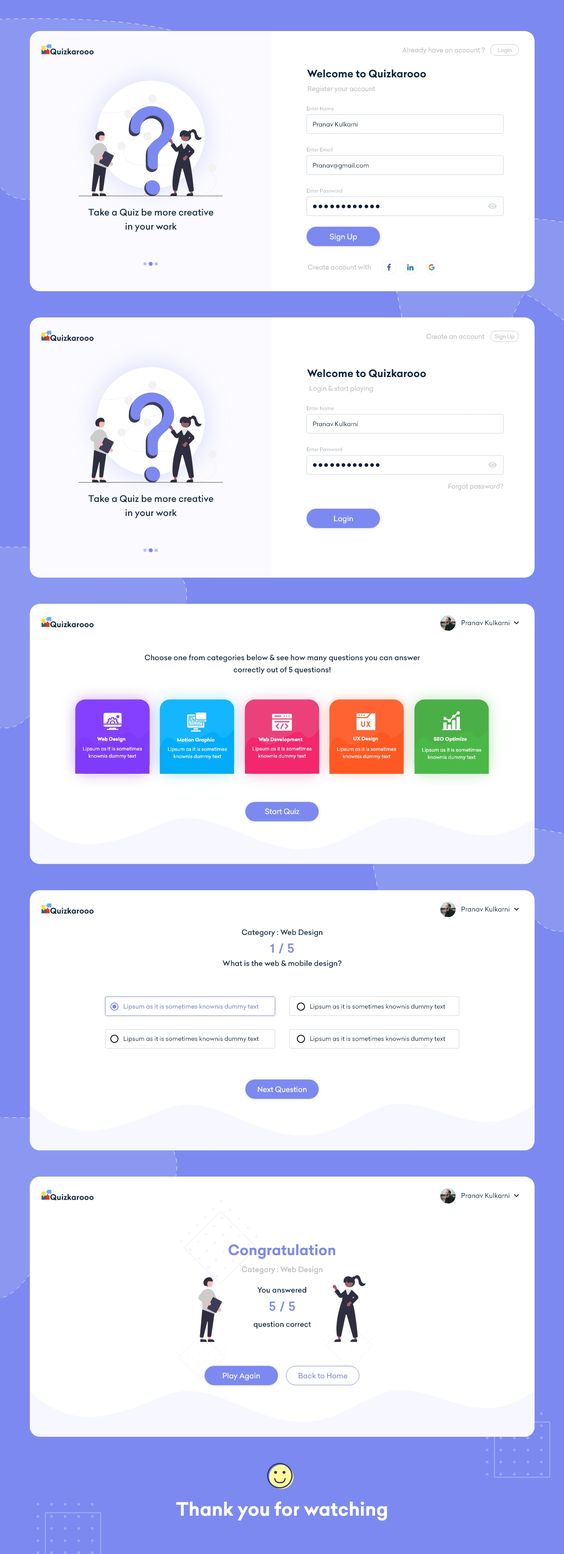 Quizkarooo
Already have an account ? Login
Welcome to Quizkarooo
Register your account
Enter Name
Pranav Kulkarni
Enter Email
Pranav@gmail.com
Enter Password
Sign Up
Create account with f in G
Take a Quiz be more creative
in your work
Quizkarooo
Create an account Sign Up
Welcome to Quizkarooo
Login & start playing
Enter Name
Pranav Kulkarni
Enter Password
Forgot password?
Login
Take a Quiz be more creative
in your work
Quizkarooo
Pranav Kulkarni
Choose one from categories below & see how many questions you can answer
correctly out of 5 questions!
Web Design
Lipsum as it is sometimes
knownis dummy text
Motion Graphic
Lipsum as it is sometimes
knownis dummy text
Web Development
Lipsum as it is sometimes
knownis dummy text
UX
UX Design
Lipsum as it is sometimes
knownis dummy text
SEO Optimize
Lipsum as it is sometimes
knownis dummy text
Start Quiz
Quizkarooo
Pranav Kulkarni
Category : Web Design
1 / 5
What is the web & mobile design?
Lipsum as it is sometimes knownis dummy text
Lipsum as it is sometimes knownis dummy text
Lipsum as it is sometimes knownis dummy text
Lipsum as it is sometimes knownis dummy text
Next Question
Quizkarooo
Pranav Kulkarni
Congratulation
Category : Web Design
You answered
5 / 5
question correct
Play Again
Back to Home
Thank you for watching